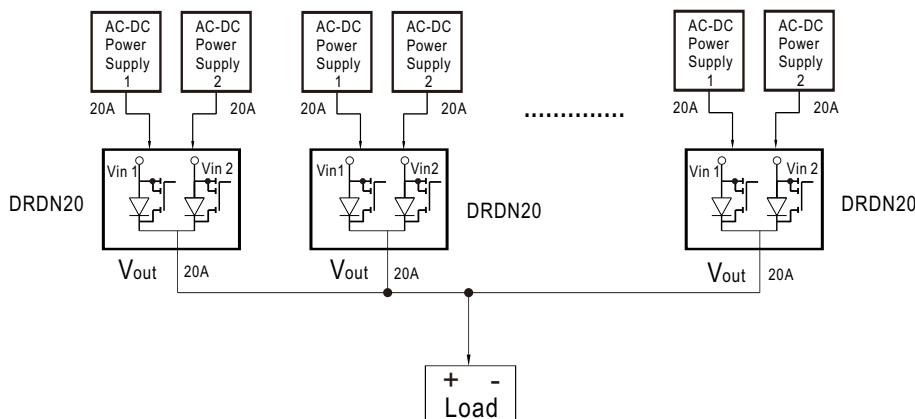 AC-DC
Power
Supply
1
AC-DC
Power
Supply
2
AC-DC
Power
Supply
1
AC-DC
Power
Supply
2
AC-DC
Power
Supply
1
AC-DC
Power
Supply
2
20A
20A
20A
20A
20A
20A
..............
Vin 1
Vin 2
Vin1
Vin2
Vin 1
Vin 2
DRDN20
DRDN20
DRDN20
Vout
20A
Vout
20A
Vout
20A
+ -
Load